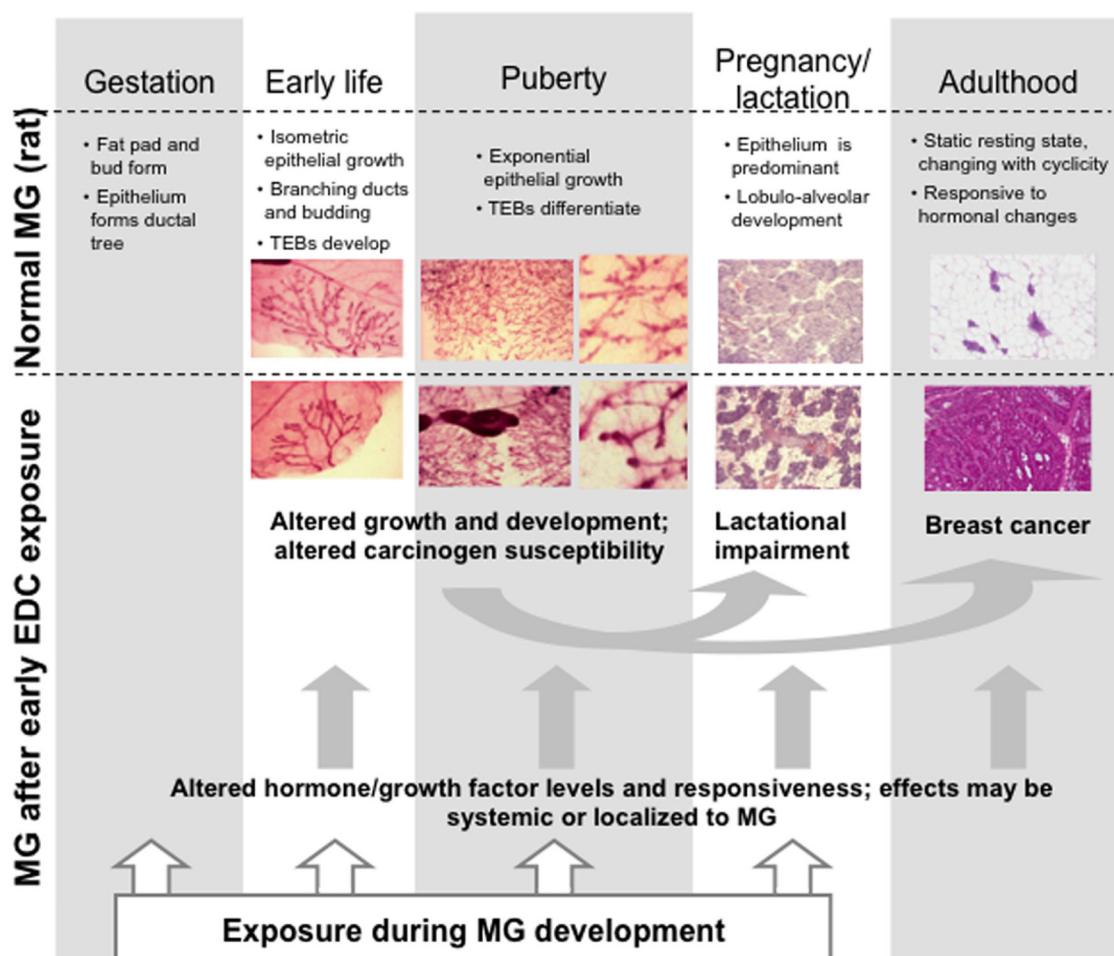 Gestation
Early life
Puberty
Pregnancy/
lactation
Adulthood
Normal MG (rat)
• Fat pad and
bud form
• Epithelium
forms ductal
tree
• Isometric
epithelial growth
• Branching ducts
and budding
• TEBs develop
• Exponential
epithelial growth
• TEBs differentiate
• Epithelium is
predominant
• Lobulo-alveolar
development
• Static resting state,
changing with cyclicity
• Responsive to
hormonal changes
MG after early EDC exposure
Altered growth and development;
altered carcinogen susceptibility
Lactational
impairment
Breast cancer
Altered hormone/growth factor levels and responsiveness; effects may be
systemic or localized to MG
Exposure during MG development